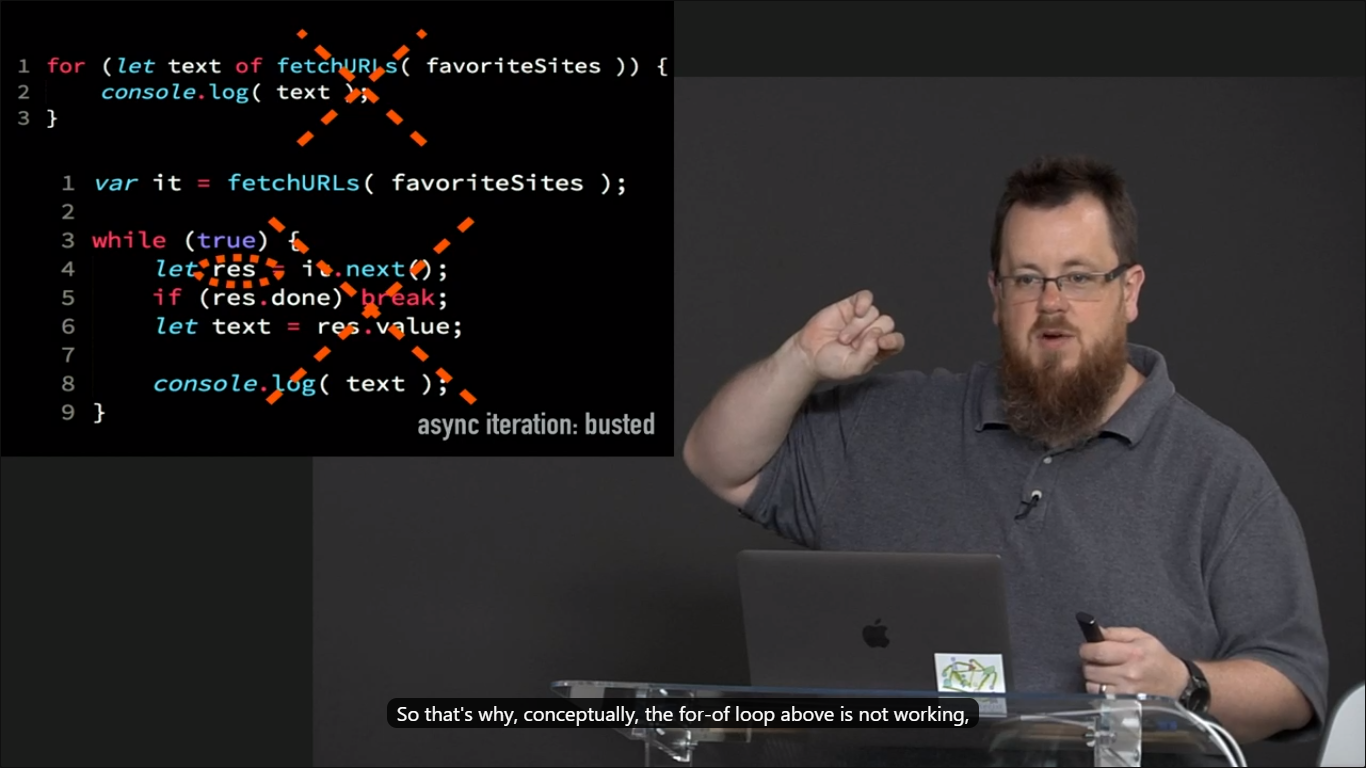 1 for (let text of fetchURLs( favoriteSites )) {
2 console.log( text );
3 }
1 var it = fetchURLs( favoriteSites );
2
3 while (true) {
4 let res = it.next();
5 if (res.done) break;
6 let text = res.value;
7
8 console.log( text );
9 }
async iteration: busted
So that's why, conceptually, the for-of loop above is not working,